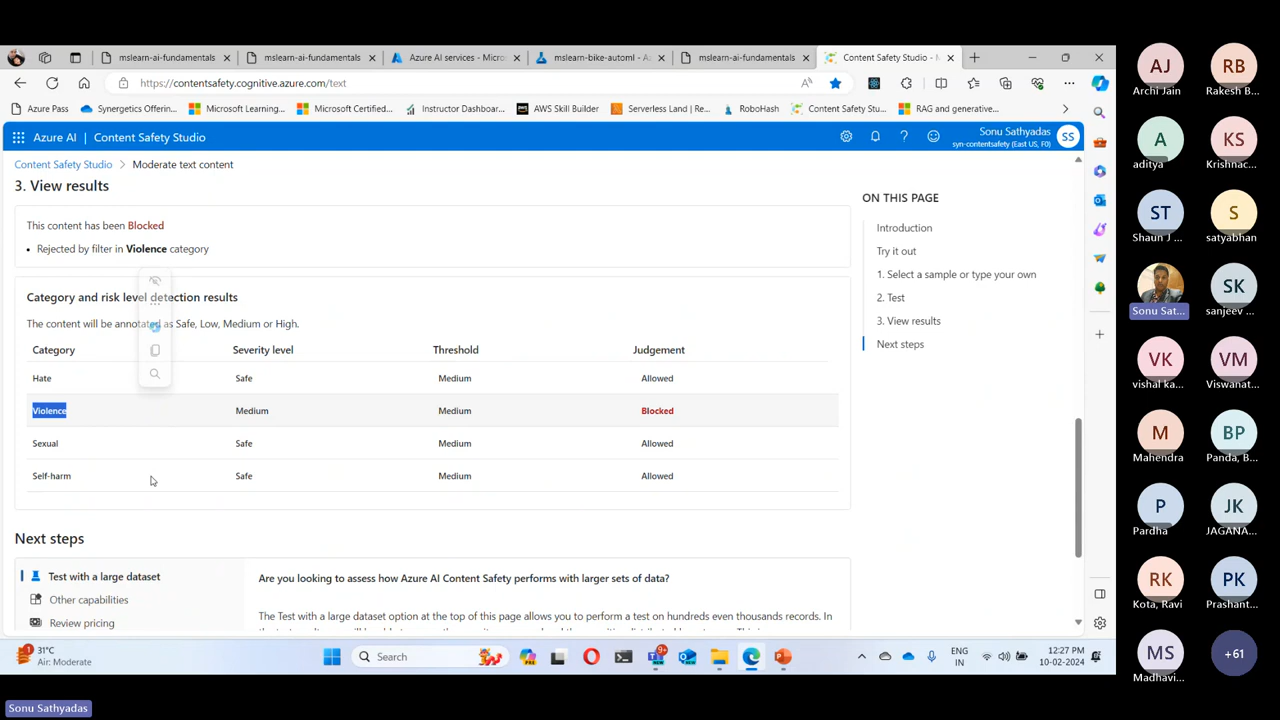 mslearn-ai-fundamentals
mslearn-ai-fundamentals
Azure AI services - Micros
mslearn-bike-automl - Az
mslearn-ai-fundamentals
Content Safety Studio - M
https://contentsafety.cognitive.azure.com/text
Azure Pass
Synergetics Offerin...
Microsoft Learning...
Microsoft Certified...
Instructor Dashboar...
AWS Skill Builder
Serverless Land | Re...
RoboHash
Content Safety Stu...
RAG and generative...
Azure AI | Content Safety Studio
Sonu Sathyadas
syn-contentsafety (East US, F0)
SS
Content Safety Studio > Moderate text content
3. View results
This content has been Blocked
• Rejected by filter in Violence category
Category and risk level detection results
The content will be annotated as Safe, Low, Medium or High.
Category Severity level Threshold Judgement
Hate Safe Medium Allowed
Violence Medium Medium Blocked
Sexual Safe Medium Allowed
Self-harm Safe Medium Allowed
Next steps
Test with a large dataset
Other capabilities
Review pricing
Are you looking to assess how Azure AI Content Safety performs with larger sets of data?
The Test with a large dataset option at the top of this page allows you to perform a test on hundreds even thousands records. In
ON THIS PAGE
Introduction
Try it out
1. Select a sample or type your own
2. Test
3. View results
Next steps
31°C
Air: Moderate
Search
9+
ENG
IN
12:27 PM
10-02-2024
AJ
Archi Jain
RB
Rakesh B...
A
aditya
KS
Krishnac...
ST
Shaun J ...
S
satyabhan
Sonu Sat...
SK
sanjeev ...
VK
vishal ka...
VM
Viswanat...
M
Mahendra
BP
Panda, B...
P
Pardha
JK
JAGANA...
RK
Kota, Ravi
PK
Prashant...
MS
Madhavi...
+61
Sonu Sathyadas